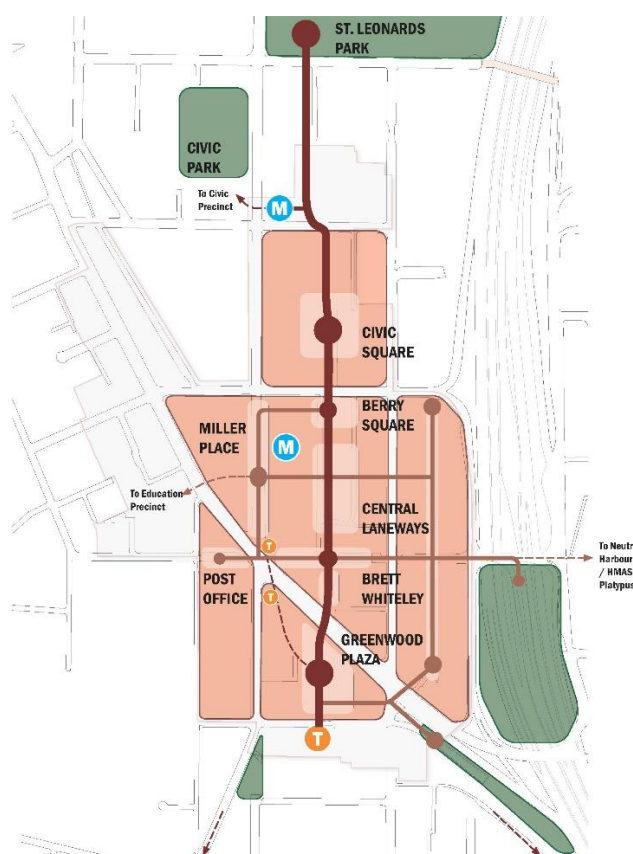 ST. LEONARDS
PARK
CIVIC
PARK
To Civic
Precinct
M
CIVIC
SQUARE
BERRY
SQUARE
MILLER
PLACE
M
To Education
Precinct
CENTRAL
LANEWAYS
T
To Neutr
Harbour
/ HMAS
Platypus
POST
OFFICE
T
BRETT
WHITELEY
GREENWOOD
PLAZA
T